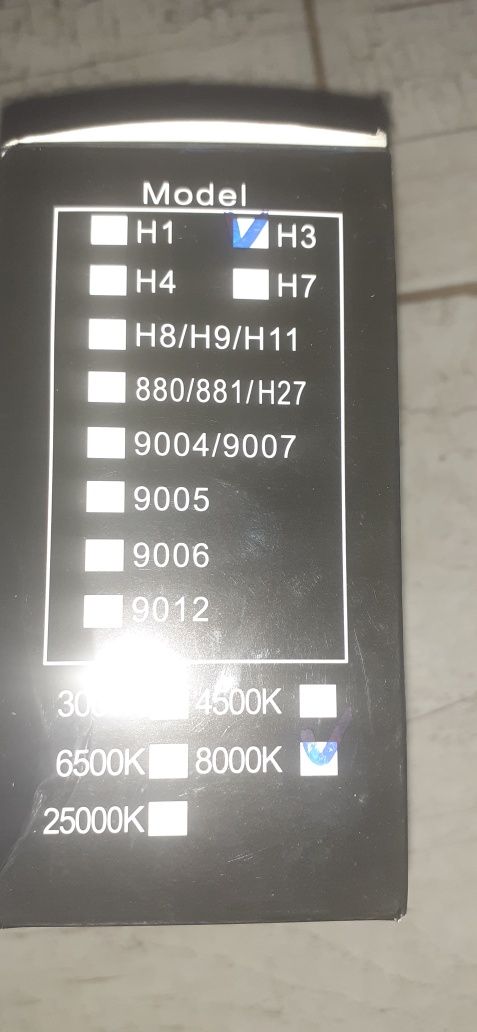 Model
H1 H3
H4 H7
H8/H9/H11
880/881/H27
9004/9007
9005
9006
9012
4500K
6500K 8000K
25000K